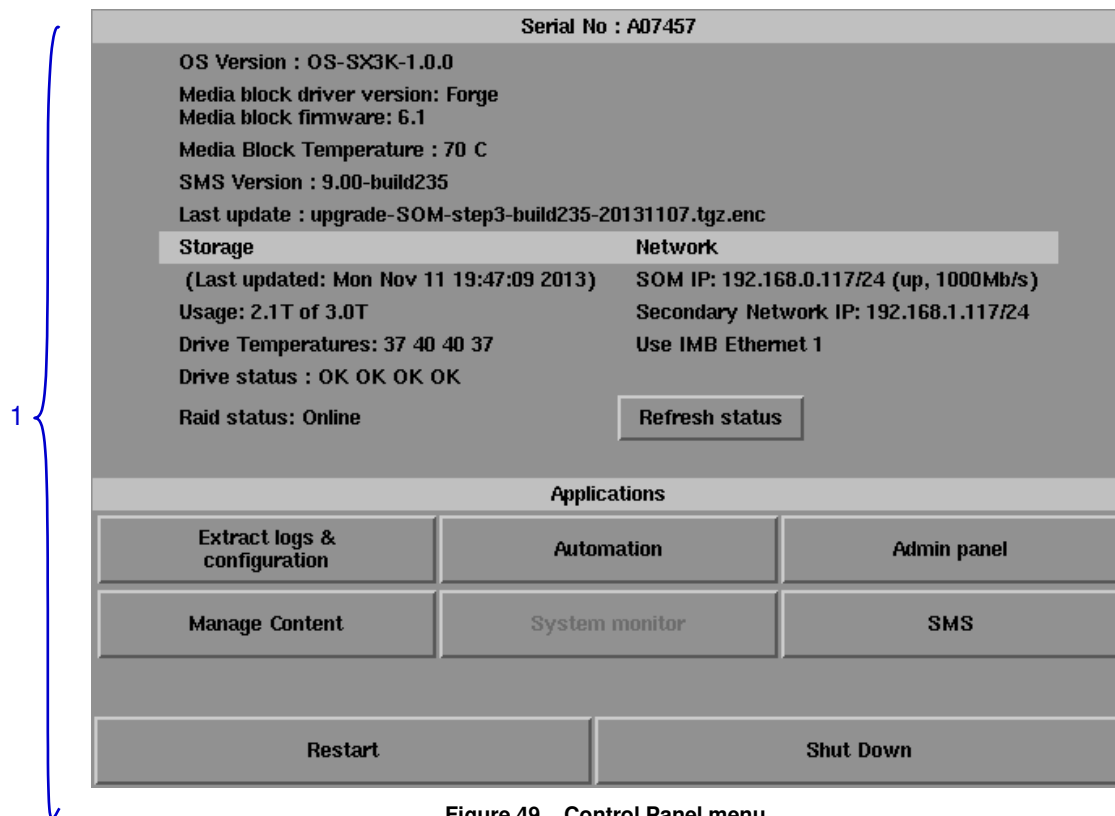 Serial No : A07457
OS Version : OS-SX3K-1.0.0
Media block driver version: Forge
Media block firmware: 6.1
Media Block Temperature : 70 C
SMS Version : 9.00-build235
Last update : upgrade-SOM-step3-build235-20131107.tgz.enc
Storage
(Last updated: Mon Nov 11 19:47:09 2013)
Usage: 2.1T of 3.0T
Drive Temperatures: 37 40 40 37
Drive status : OK OK OK OK
Raid status: Online
Network
SOM IP: 192.168.0.117/24 (up, 1000Mb/s)
Secondary Network IP: 192.168.1.117/24
Use IMB Ethernet 1
Refresh status
1
Applications
Extract logs &
configuration
Automation
Admin panel
Manage Content
System monitor
SMS
Restart
Shut Down
Figure 49 Control Panel menu